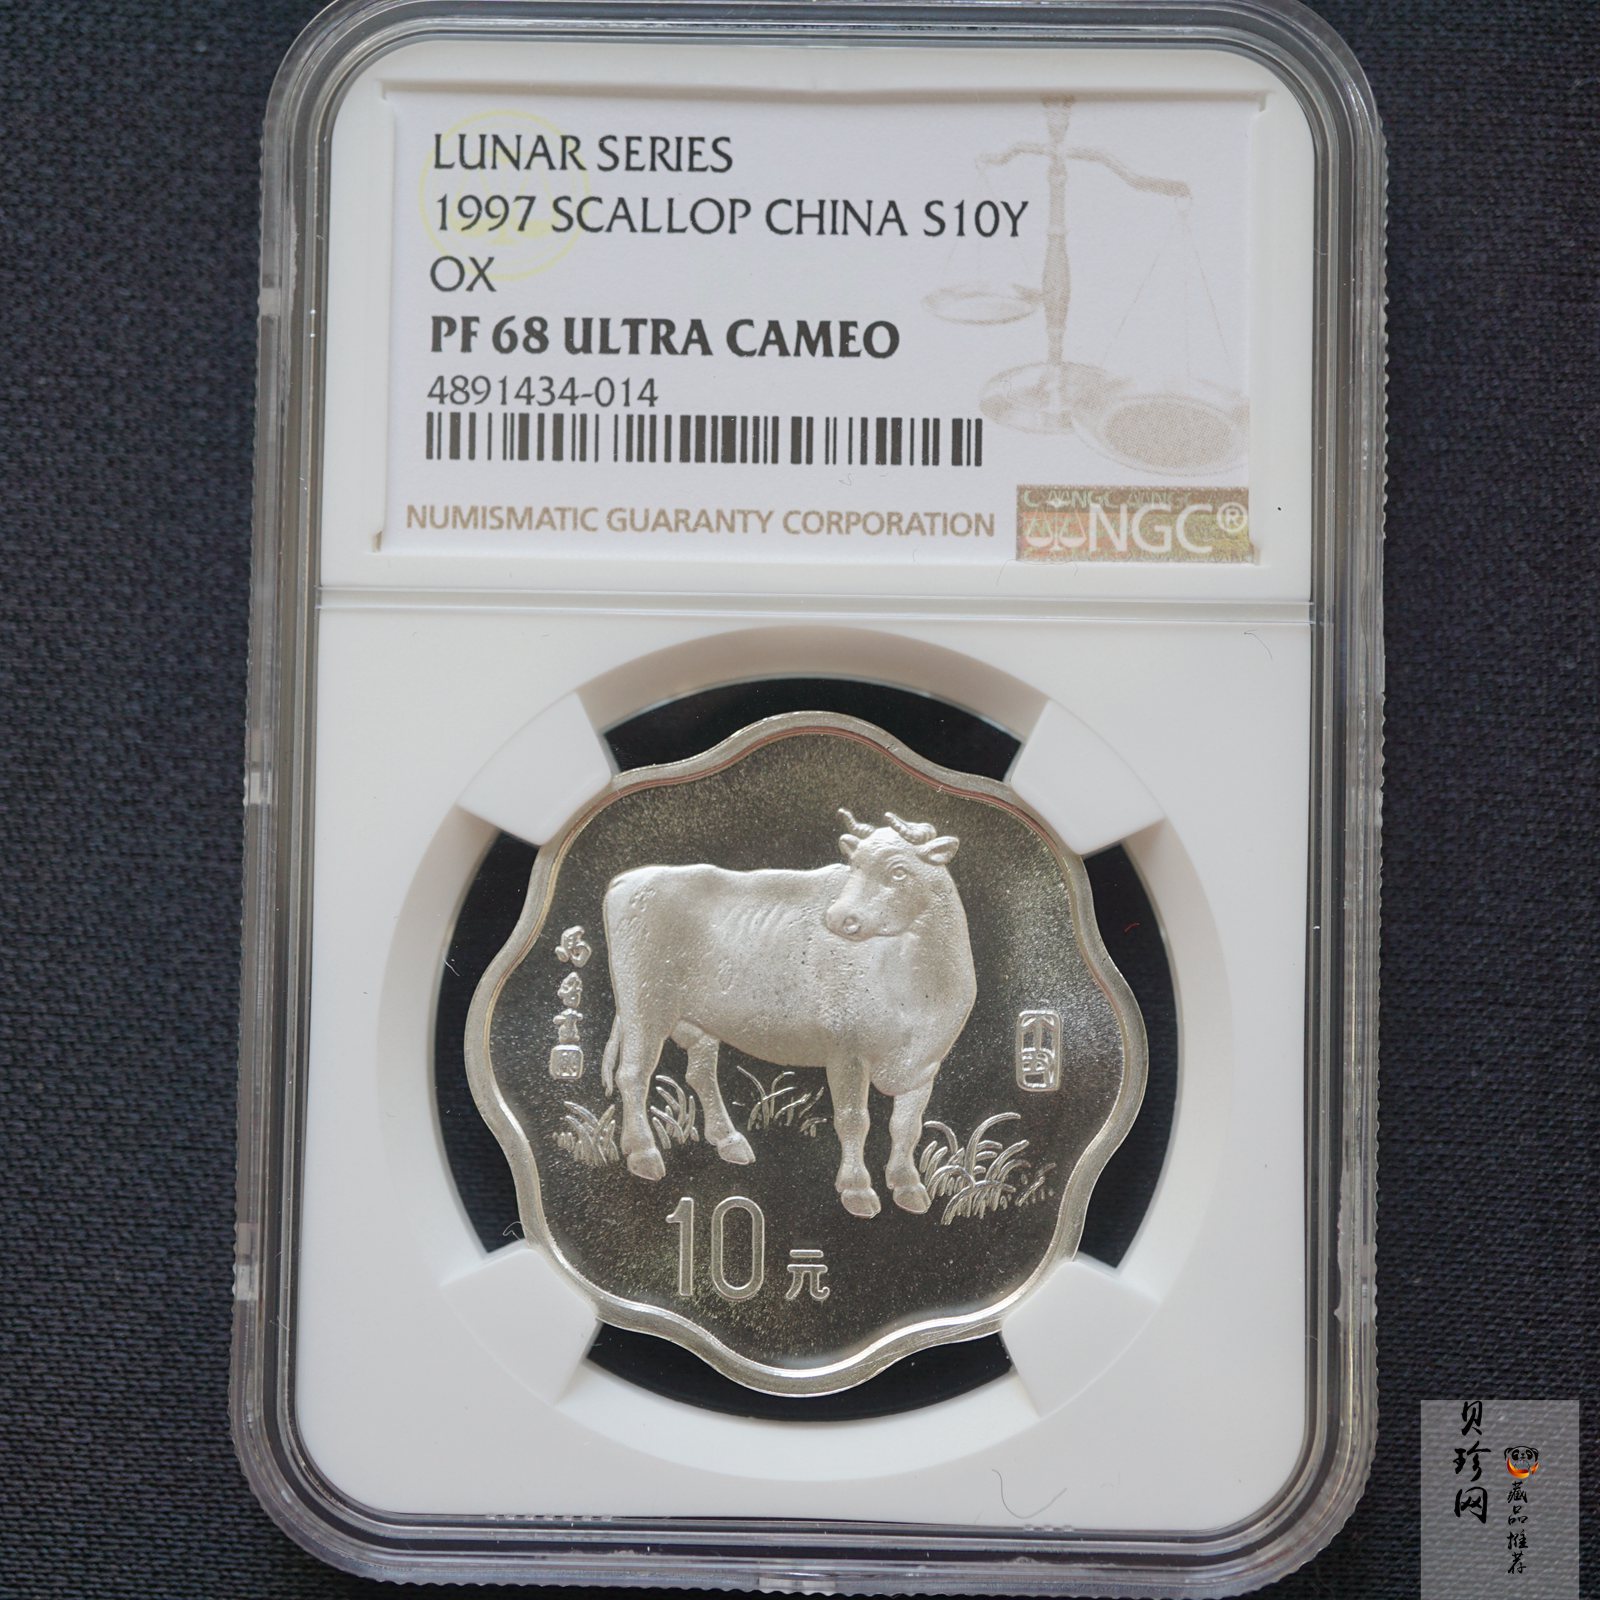 LUNAR SERIES
1997 SCALLOP CHINA S10Y
OX
PF 68 ULTRA CAMEO
4891434-014
NUMISMATIC GUARANTY CORPORATION
NGC®
10元
贝珍网
藏品推荐